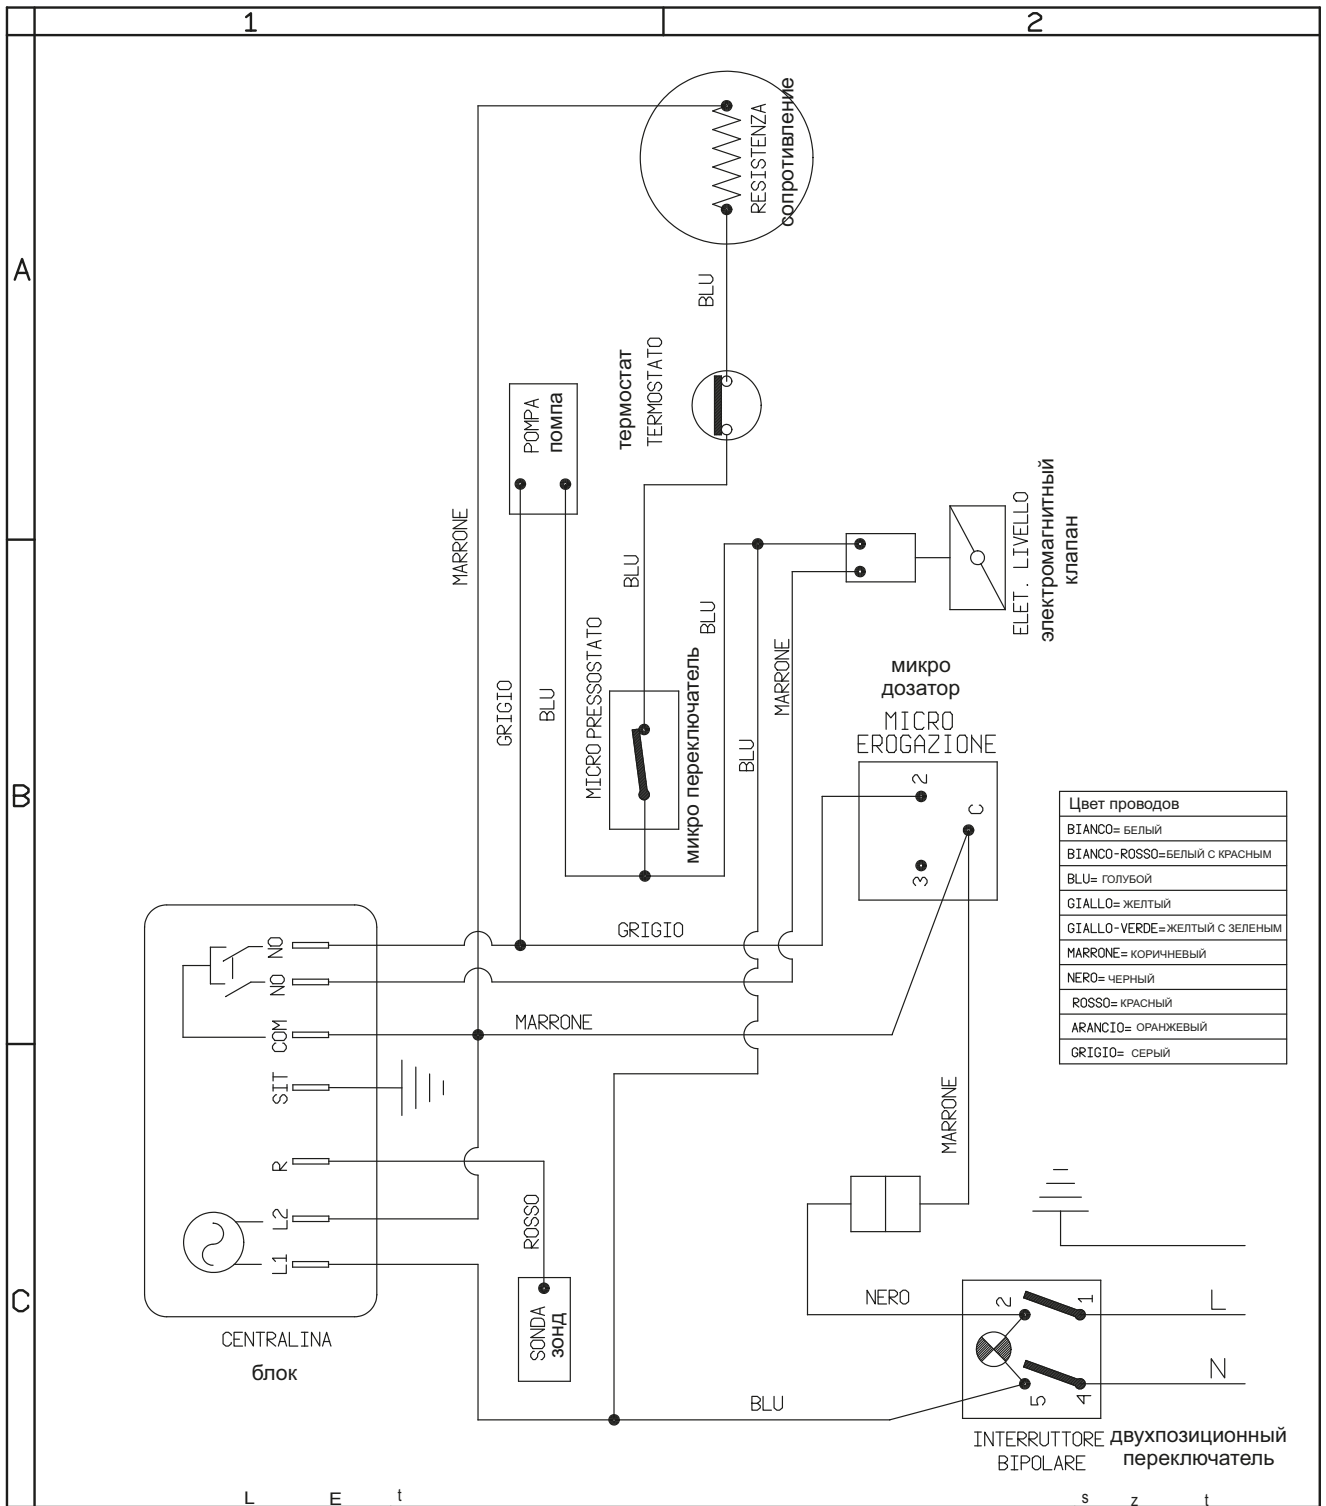 1
2
A
B
C
RESISTENZA
сопротивление
BLU
термостат
TERMOSTATO
POMPA
помпа
MARRONE
ELET. LIVELLO
электромагнитный
клапан
BLU
BLU
MICRO PRESSOSTATO
микро переключатель
GRIGIO
BLU
BLU
MARRONE
микро
дозатор
MICRO
EROGAZIONE
2
C
3
Цвет проводов
BIANCO= БЕЛЫЙ
BIANCO-ROSSO=БЕЛЫЙ С КРАСНЫМ
BLU= ГОЛУБОЙ
GIALLO= ЖЕЛТЫЙ
GIALLO-VERDE=ЖЕЛТЫЙ С ЗЕЛЕНЫМ
MARRONE= КОРИЧНЕВЫЙ
NERO= ЧЕРНЫЙ
ROSSO= КРАСНЫЙ
ARANCIO= ОРАНЖЕВЫЙ
GRIGIO= СЕРЫЙ
GRIGIO
NO
NO
COM
MARRONE
SIT
R
L2
L1
MARRONE
ROSSO
SONDA
зонд
CENTRALINA
блок
NERO
2
1
L
N
5
4
BLU
INTERRUTTORE
BIPOLARE
двухпозиционный
переключатель
L E t
s z t